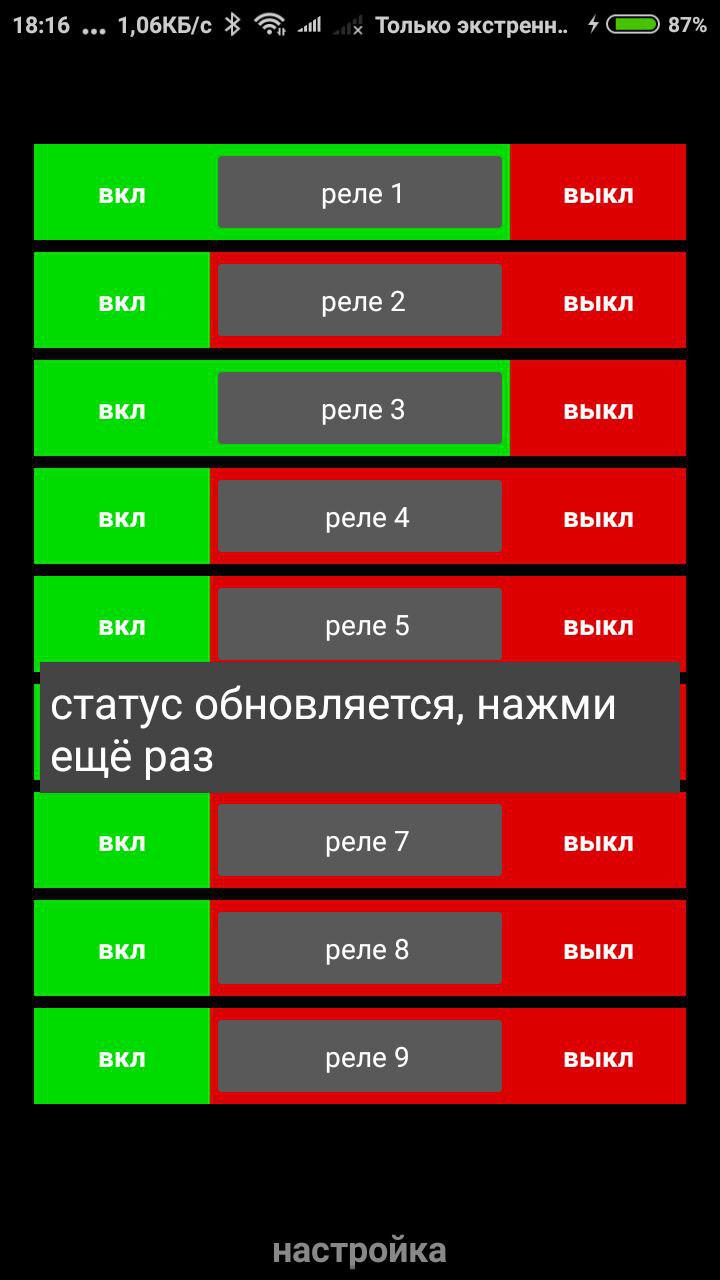 18:16 ... 1,06КБ/с Только экстренн.. 87%
вкл реле 1 выкл
вкл реле 2 выкл
вкл реле 3 выкл
вкл реле 4 выкл
вкл реле 5 выкл
статус обновляется, нажми
ещё раз
вкл реле 7 выкл
вкл реле 8 выкл
вкл реле 9 выкл
настройка